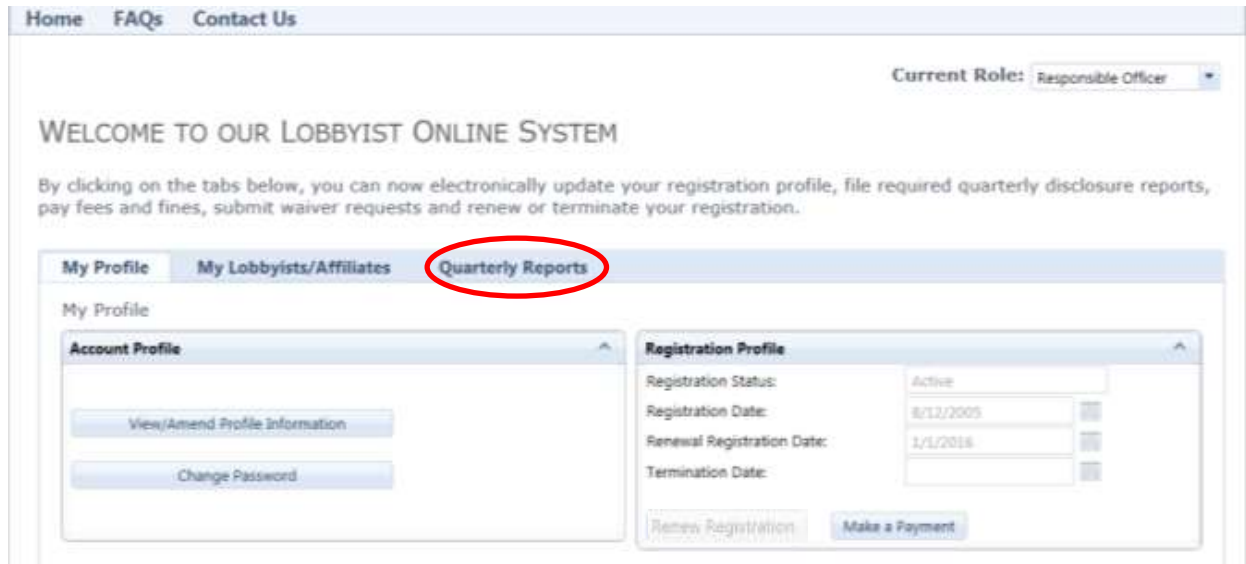 Home FAQs Contact Us
Current Role: Responsible Officer
WELCOME TO OUR LOBBYIST ONLINE SYSTEM
By clicking on the tabs below, you can now electronically update your registration profile, file required quarterly disclosure reports,
pay fees and fines, submit waiver requests and renew or terminate your registration.
My Profile My Lobbyists/Affiliates Quarterly Reports
My Profile
Account Profile
View/Amend Profile Information
Change Password
Registration Profile
Registration Status: Active
Registration Date: 8/12/2005
Renewal Registration Date: 1/1/2016
Termination Date:
Renew Registration Make a Payment